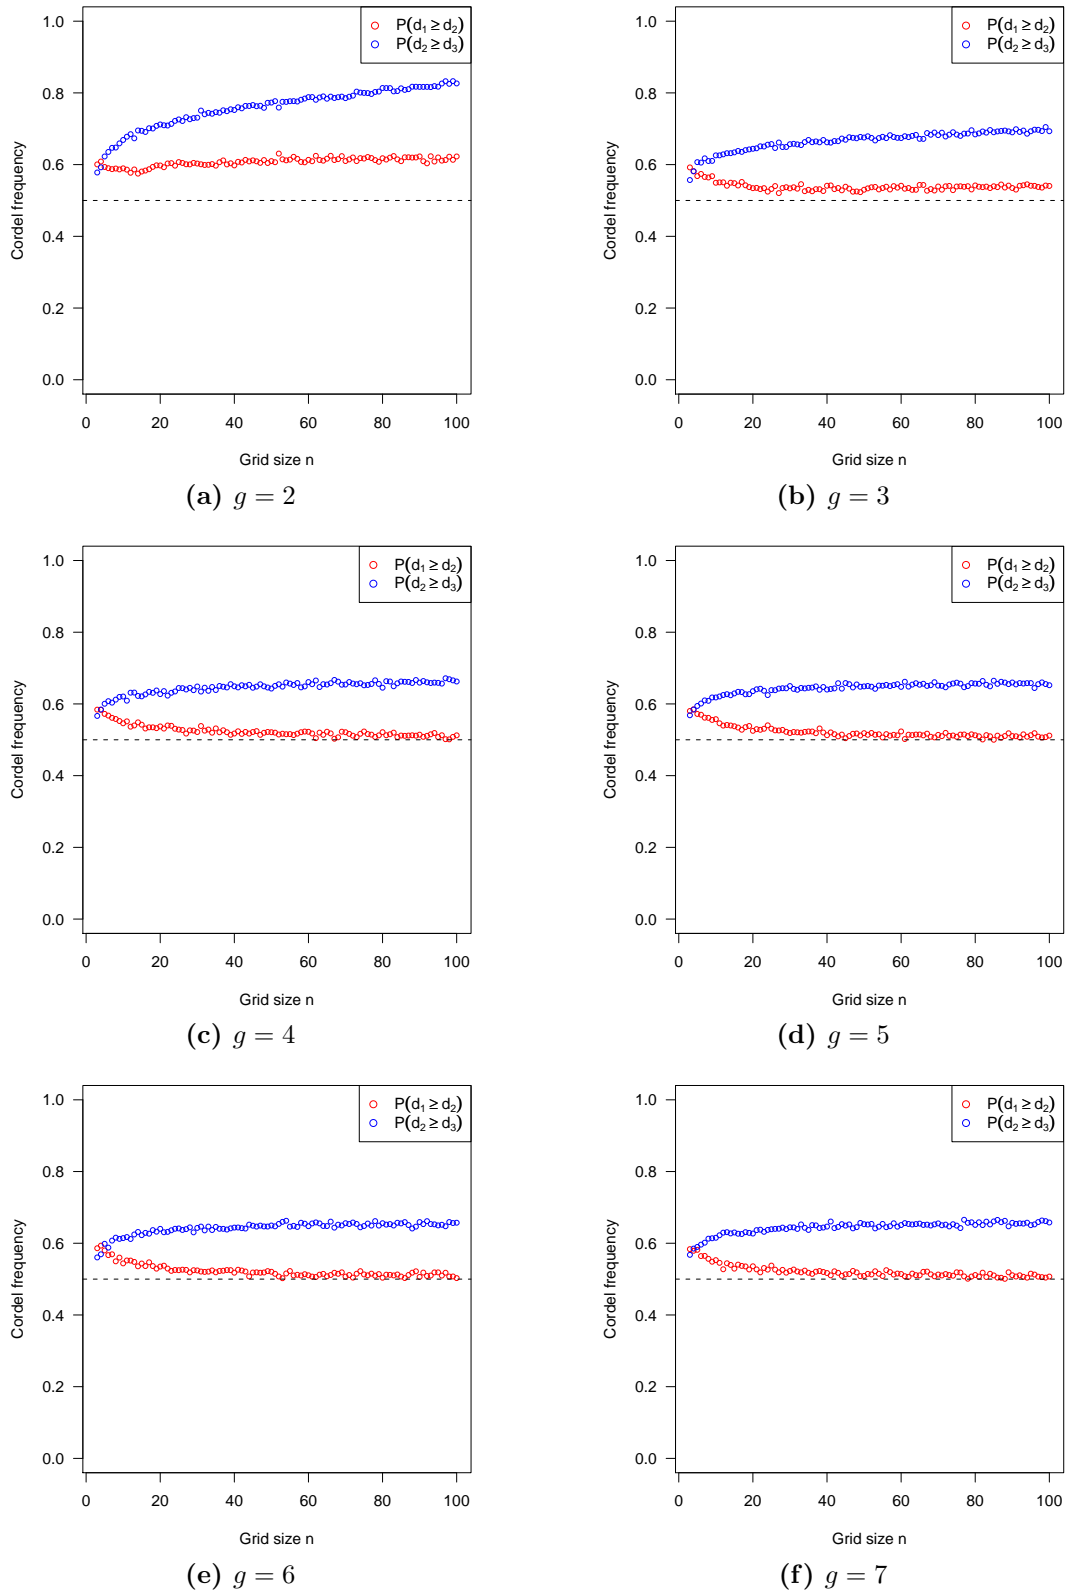 P(d₁ ≥ d₂)
P(d₂ ≥ d₃)
1.0
0.8
0.6
0.4
0.2
0.0
Cordel frequency
0 20 40 60 80 100
Grid size n
(a) g = 2
P(d₁ ≥ d₂)
P(d₂ ≥ d₃)
1.0
0.8
0.6
0.4
0.2
0.0
Cordel frequency
0 20 40 60 80 100
Grid size n
(b) g = 3
P(d₁ ≥ d₂)
P(d₂ ≥ d₃)
1.0
0.8
0.6
0.4
0.2
0.0
Cordel frequency
0 20 40 60 80 100
Grid size n
(c) g = 4
P(d₁ ≥ d₂)
P(d₂ ≥ d₃)
1.0
0.8
0.6
0.4
0.2
0.0
Cordel frequency
0 20 40 60 80 100
Grid size n
(d) g = 5
P(d₁ ≥ d₂)
P(d₂ ≥ d₃)
1.0
0.8
0.6
0.4
0.2
0.0
Cordel frequency
0 20 40 60 80 100
Grid size n
(e) g = 6
P(d₁ ≥ d₂)
P(d₂ ≥ d₃)
1.0
0.8
0.6
0.4
0.2
0.0
Cordel frequency
0 20 40 60 80 100
Grid size n
(f) g = 7